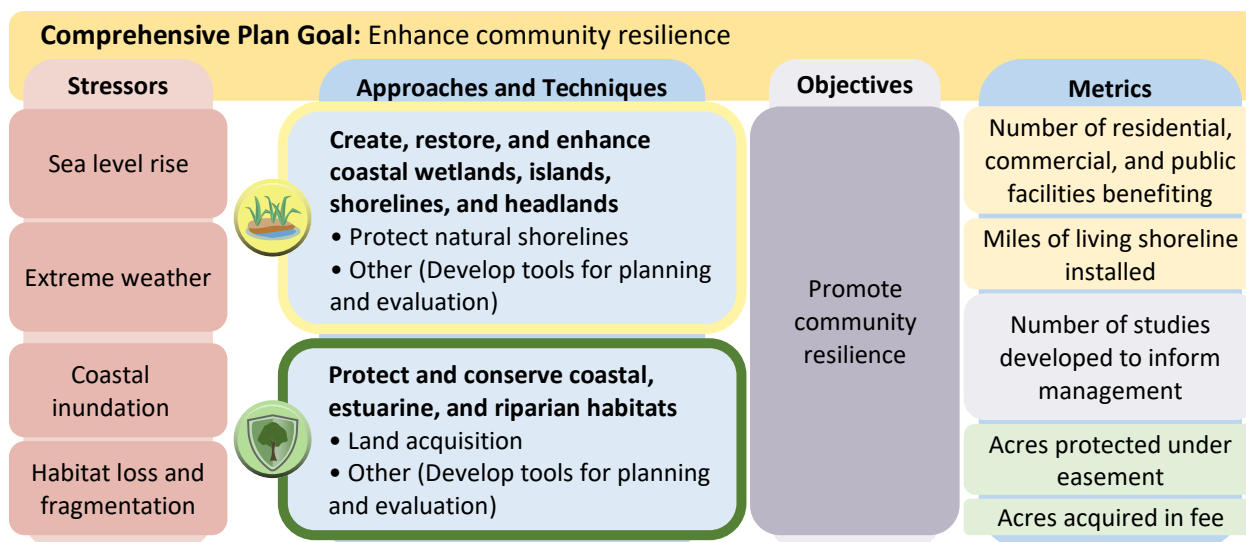 Comprehensive Plan Goal: Enhance community resilience
Stressors
Sea level rise
Extreme weather
Coastal
inundation
Habitat loss and
fragmentation
Approaches and Techniques
Create, restore, and enhance
coastal wetlands, islands,
shorelines, and headlands
• Protect natural shorelines
• Other (Develop tools for planning
and evaluation)
Protect and conserve coastal,
estuarine, and riparian habitats
• Land acquisition
• Other (Develop tools for planning
and evaluation)
Objectives
Promote
community
resilience
Metrics
Number of residential,
commercial, and public
facilities benefiting
Miles of living shoreline
installed
Number of studies
developed to inform
management
Acres protected under
easement
Acres acquired in fee